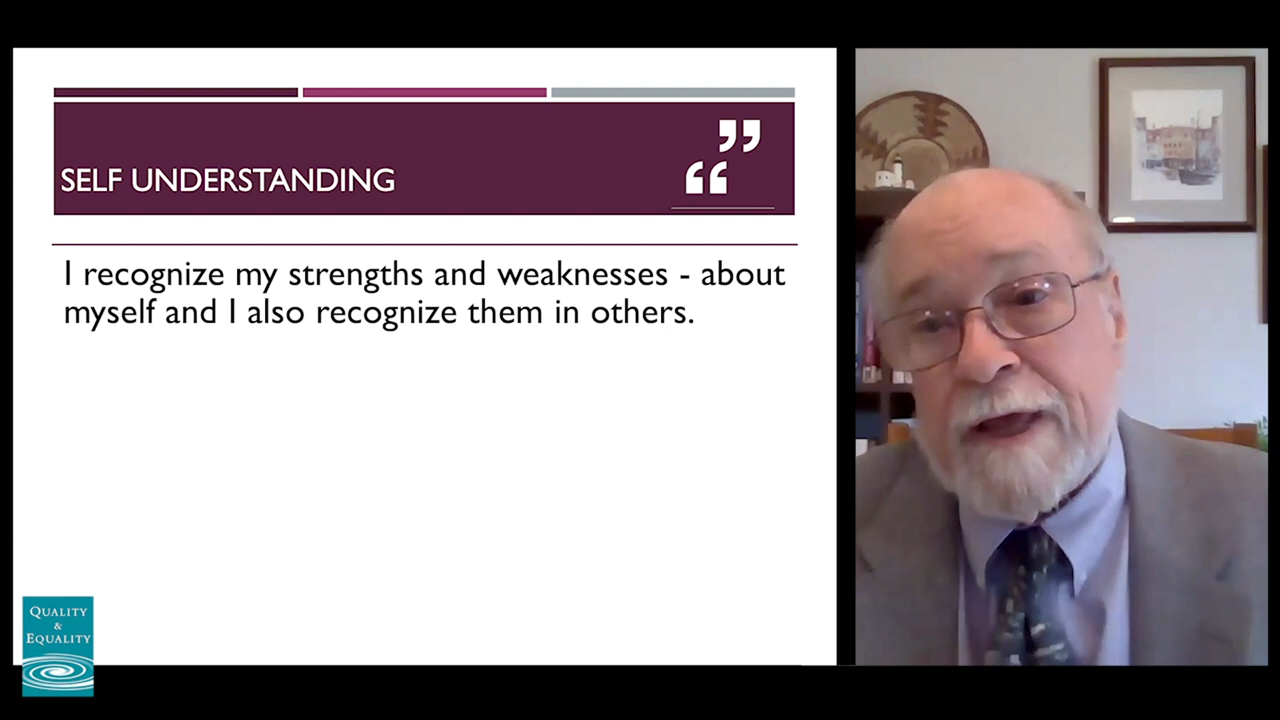 SELF UNDERSTANDING
I recognize my strengths and weaknesses - about
myself and I also recognize them in others.
QUALITY
&
EQUALITY